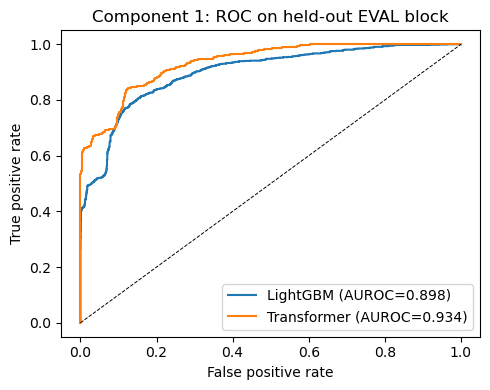 Component 1: ROC on held-out EVAL block
True positive rate
1.0
0.8
0.6
0.4
0.2
0.0
LightGBM (AUROC=0.898)
Transformer (AUROC=0.934)
0.0 0.2 0.4 0.6 0.8 1.0
False positive rate